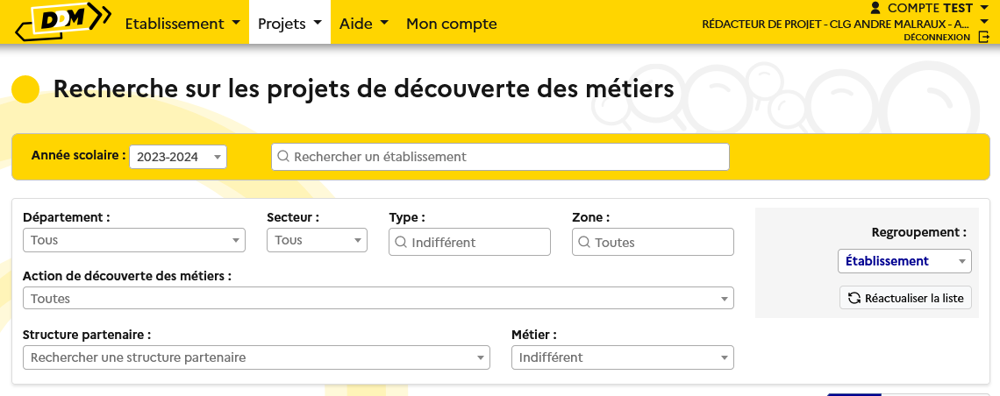 DDM Etablissement Projets Aide Mon compte
COMPTE TEST
RÉDACTEUR DE PROJET - CLG ANDRE MALRAUX - A...
DÉCONNEXION
Recherche sur les projets de découverte des métiers
Année scolaire : 2023-2024 Rechercher un établissement
Département : Secteur : Type : Zone :
Tous Tous Indifférent Toutes
Regroupement :
Établissement
Réactualiser la liste
Action de découverte des métiers :
Toutes
Structure partenaire : Métier :
Rechercher une structure partenaire Indifférent